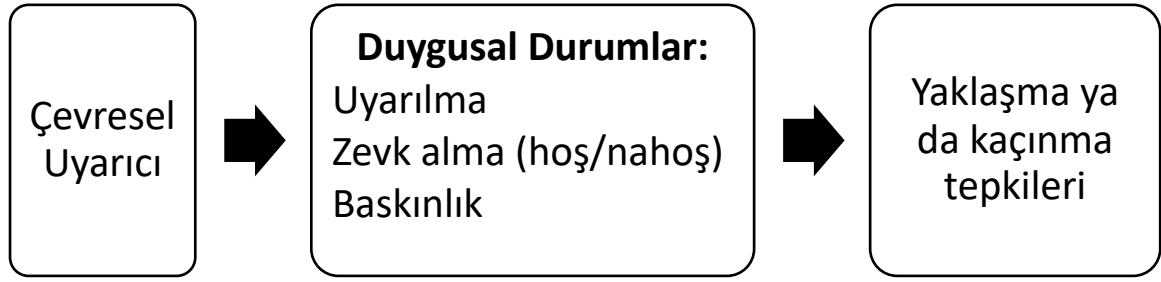 Çevresel
Uyarıcı
Duygusal Durumlar:
Uyarılma
Zevk alma (hoş/nahoş)
Baskınlık
Yaklaşma ya
da kaçınma
tepkileri